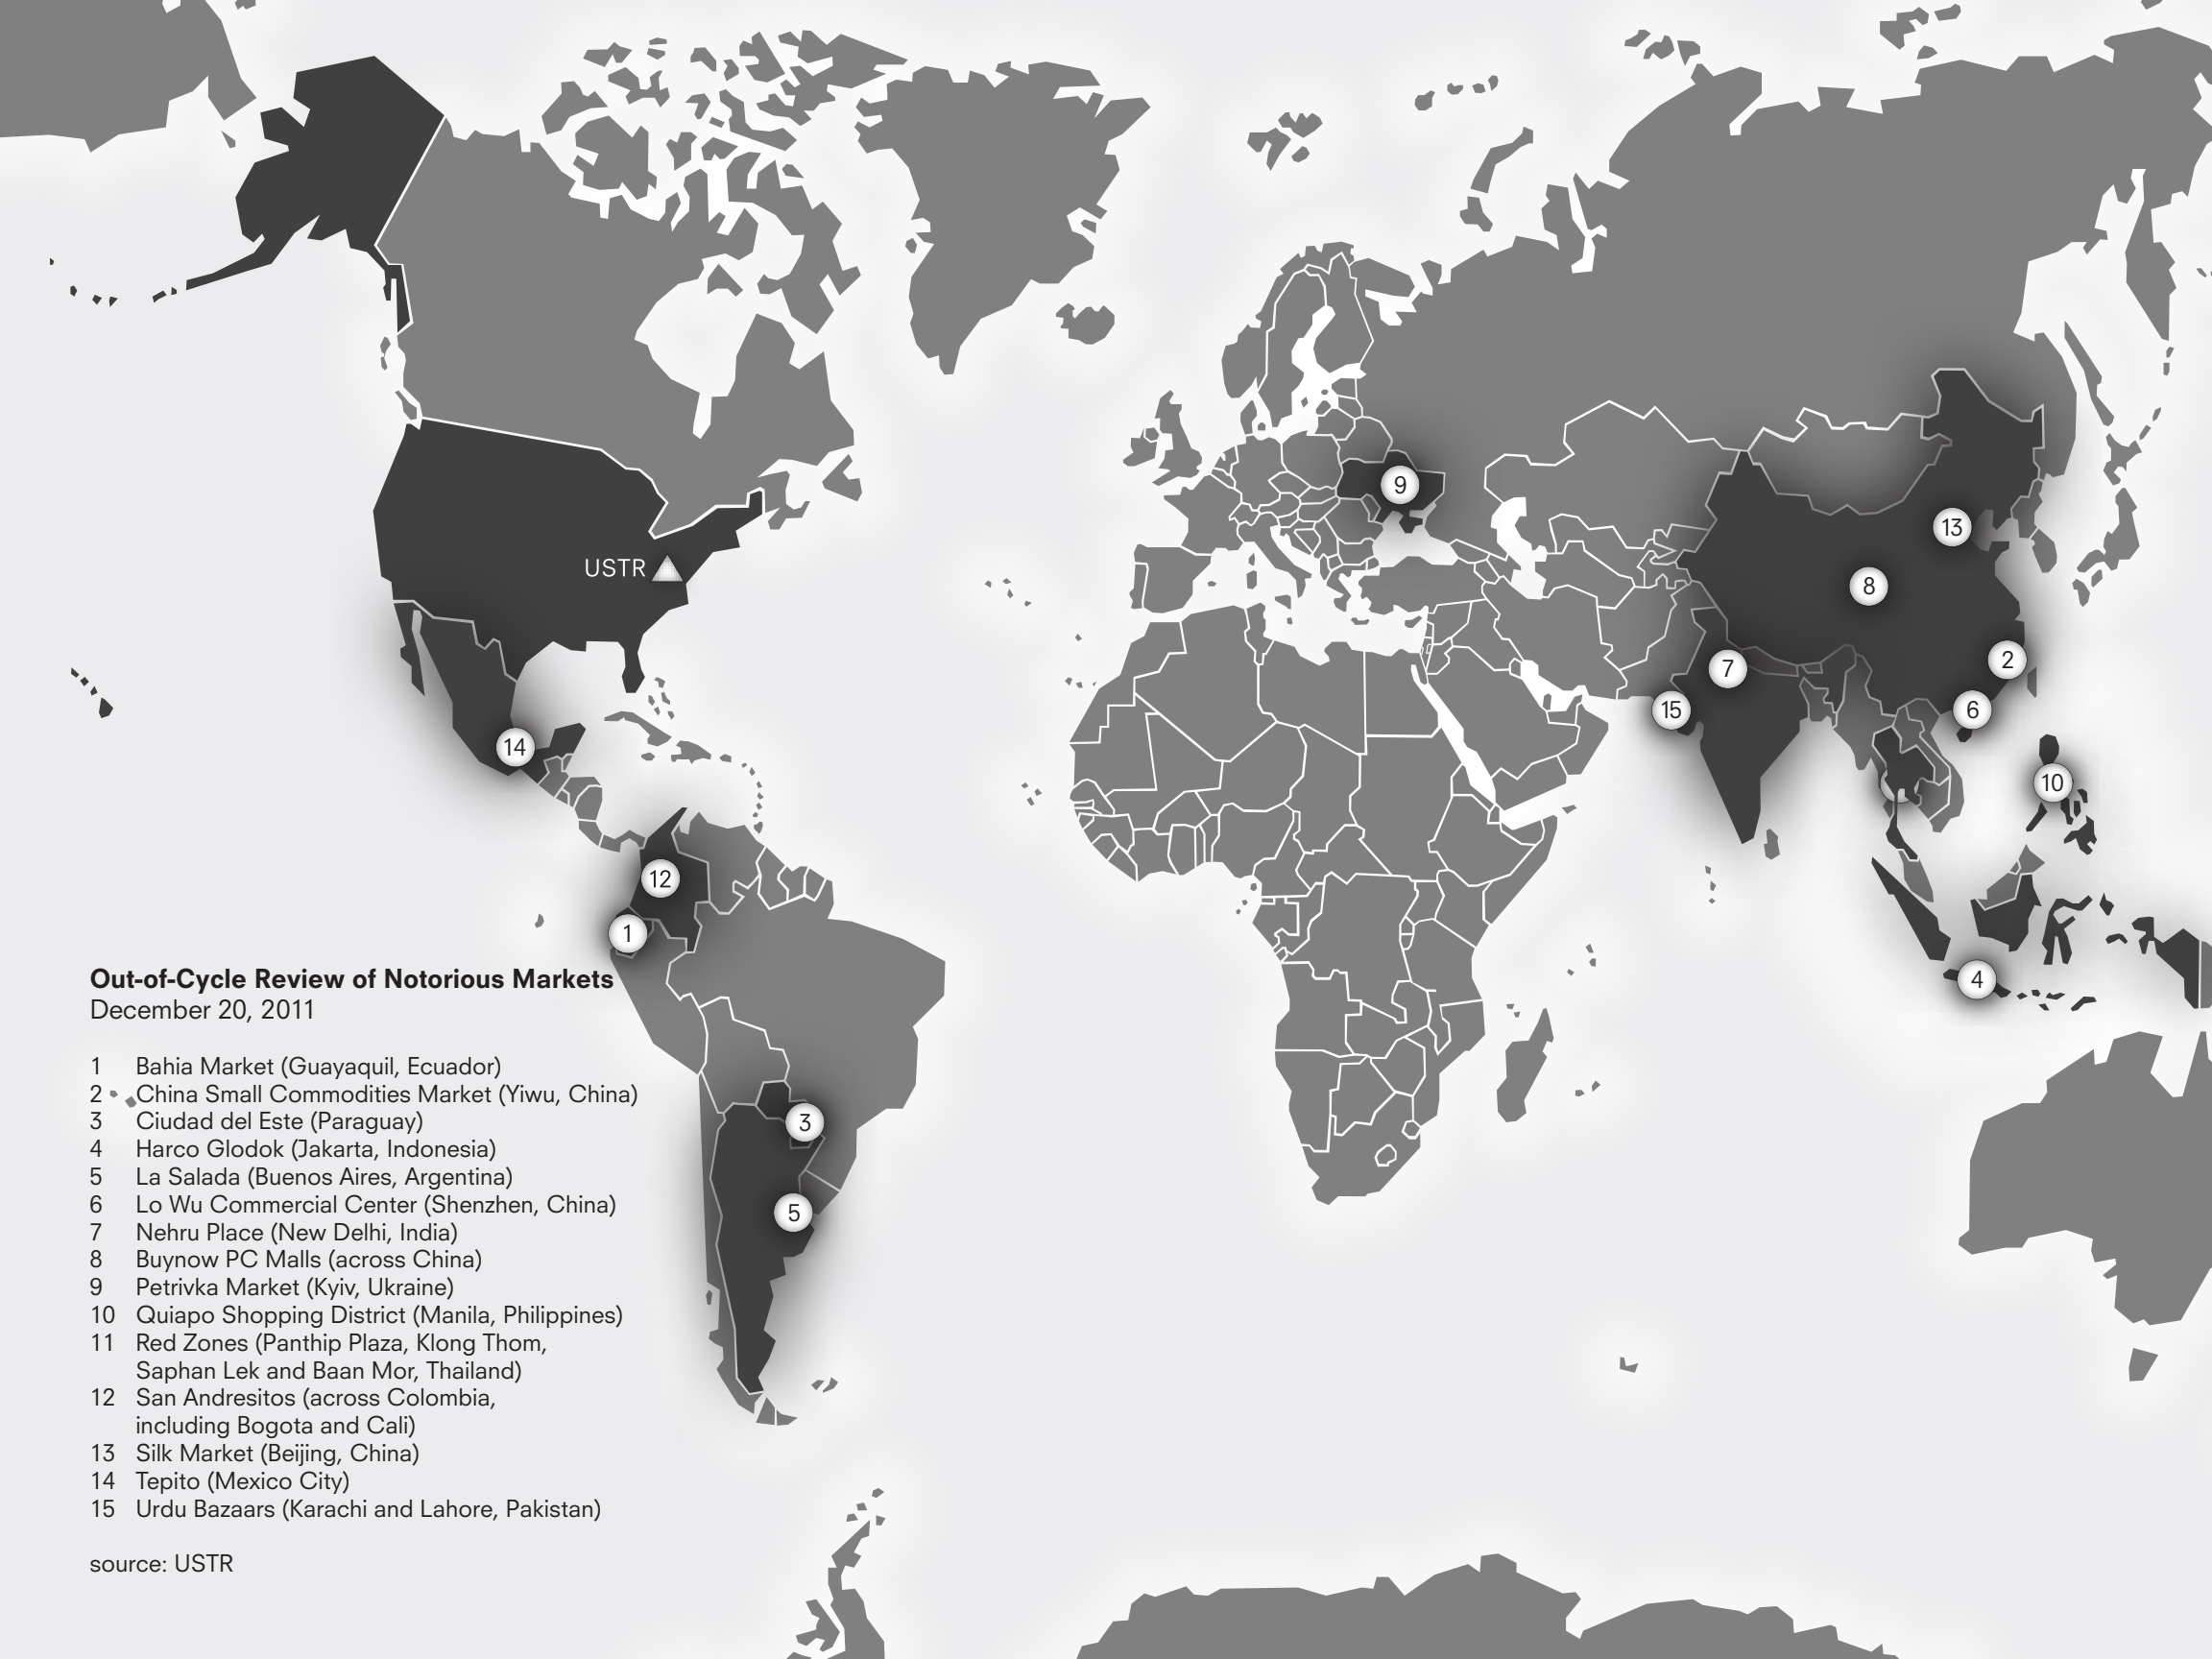 USTR
9
13
8
7
2
15
6
14
10
12
1
4
3
5
Out-of-Cycle Review of Notorious Markets
December 20, 2011
1 Bahia Market (Guayaquil, Ecuador)
2 China Small Commodities Market (Yiwu, China)
3 Ciudad del Este (Paraguay)
4 Harco Glodok (Jakarta, Indonesia)
5 La Salada (Buenos Aires, Argentina)
6 Lo Wu Commercial Center (Shenzhen, China)
7 Nehru Place (New Delhi, India)
8 Buynow PC Malls (across China)
9 Petrivka Market (Kyiv, Ukraine)
10 Quiapo Shopping District (Manila, Philippines)
11 Red Zones (Panthip Plaza, Klong Thom,
Saphan Lek and Baan Mor, Thailand)
12 San Andresitos (across Colombia,
including Bogota and Cali)
13 Silk Market (Beijing, China)
14 Tepito (Mexico City)
15 Urdu Bazaars (Karachi and Lahore, Pakistan)
source: USTR